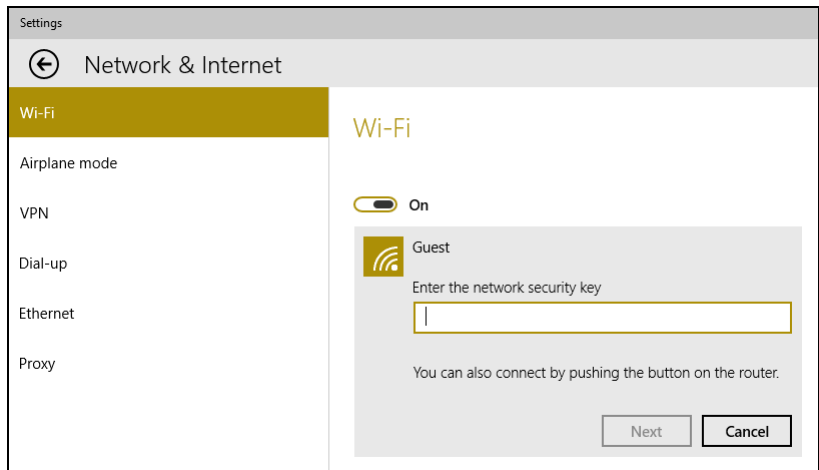 Settings
Network & Internet
Wi-Fi
Airplane mode
VPN
Dial-up
Ethernet
Proxy
Wi-Fi
On
Guest
Enter the network security key
You can also connect by pushing the button on the router.
Next Cancel